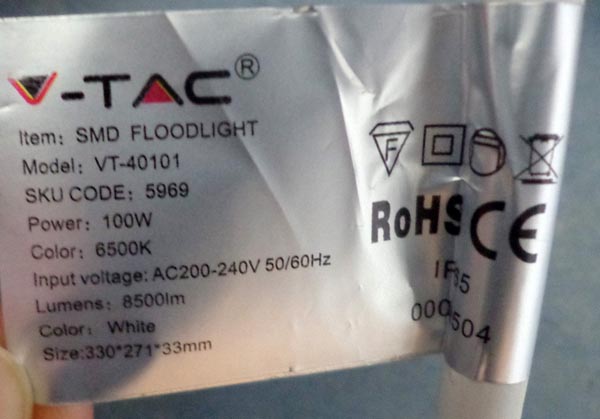 V-TAC®
Item: SMD FLOODLIGHT
Model: VT-40101
SKU CODE: 5969
Power: 100W
Color: 6500K
Input voltage: AC200-240V 50/60Hz
Lumens: 8500lm
Color: White
Size:330*271*33mm
F
RoHS CE